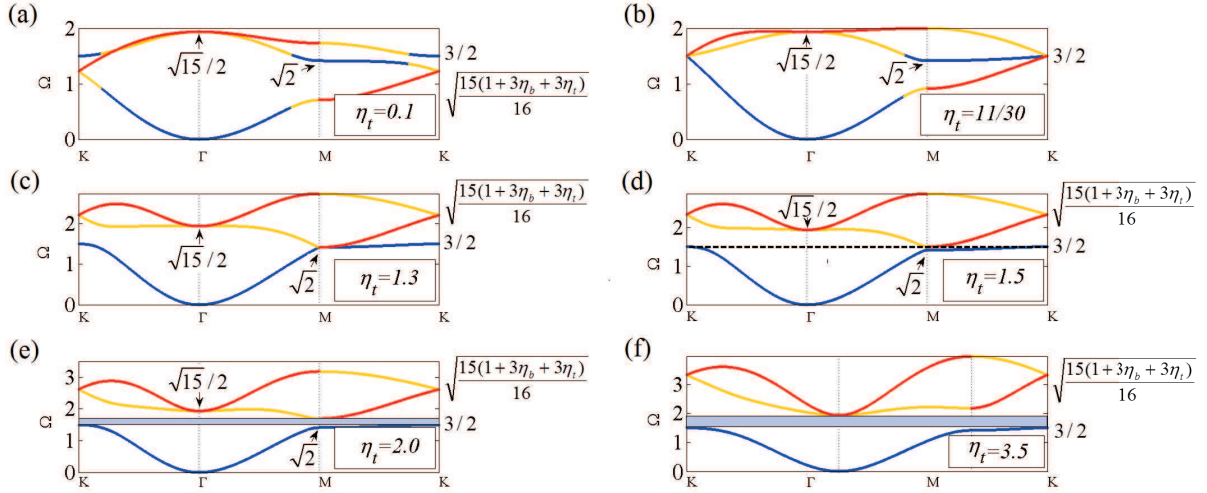 (a)
2
1
0
Ω
K
Γ
M
K
√15/2
√2
3/2
η_t=0.1
√(15(1+3η_b+3η_t)/16)
(b)
2
1
0
Ω
K
Γ
M
K
√15/2
√2
3/2
η_t=11/30
(c)
2
1
0
Ω
K
Γ
M
K
√15/2
√2
√(15(1+3η_b+3η_t)/16)
3/2
η_t=1.3
(d)
2
1
0
Ω
K
Γ
M
K
√15/2
√2
√(15(1+3η_b+3η_t)/16)
3/2
η_t=1.5
(e)
3
2
1
0
Ω
K
Γ
M
K
√15/2
√2
√(15(1+3η_b+3η_t)/16)
3/2
η_t=2.0
(f)
3
2
1
0
Ω
K
Γ
M
K
√(15(1+3η_b+3η_t)/16)
3/2
η_t=3.5